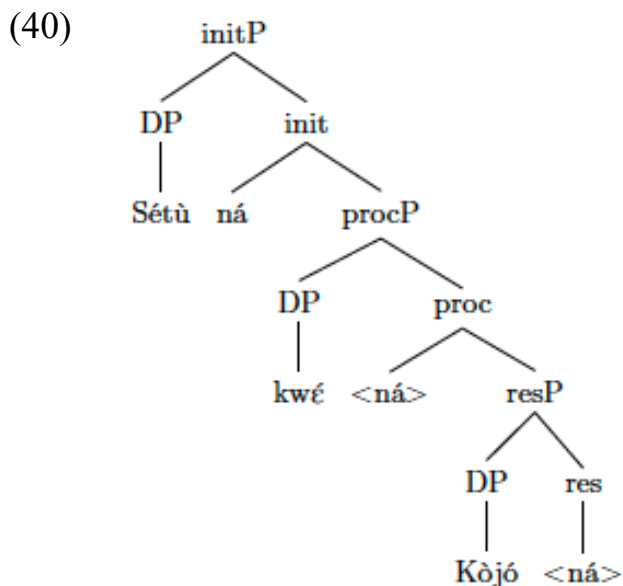 (40)
initP
DP init
Sétù ná procP
DP proc
kwɛ́ <ná> resP
DP res
Kòjó <ná>